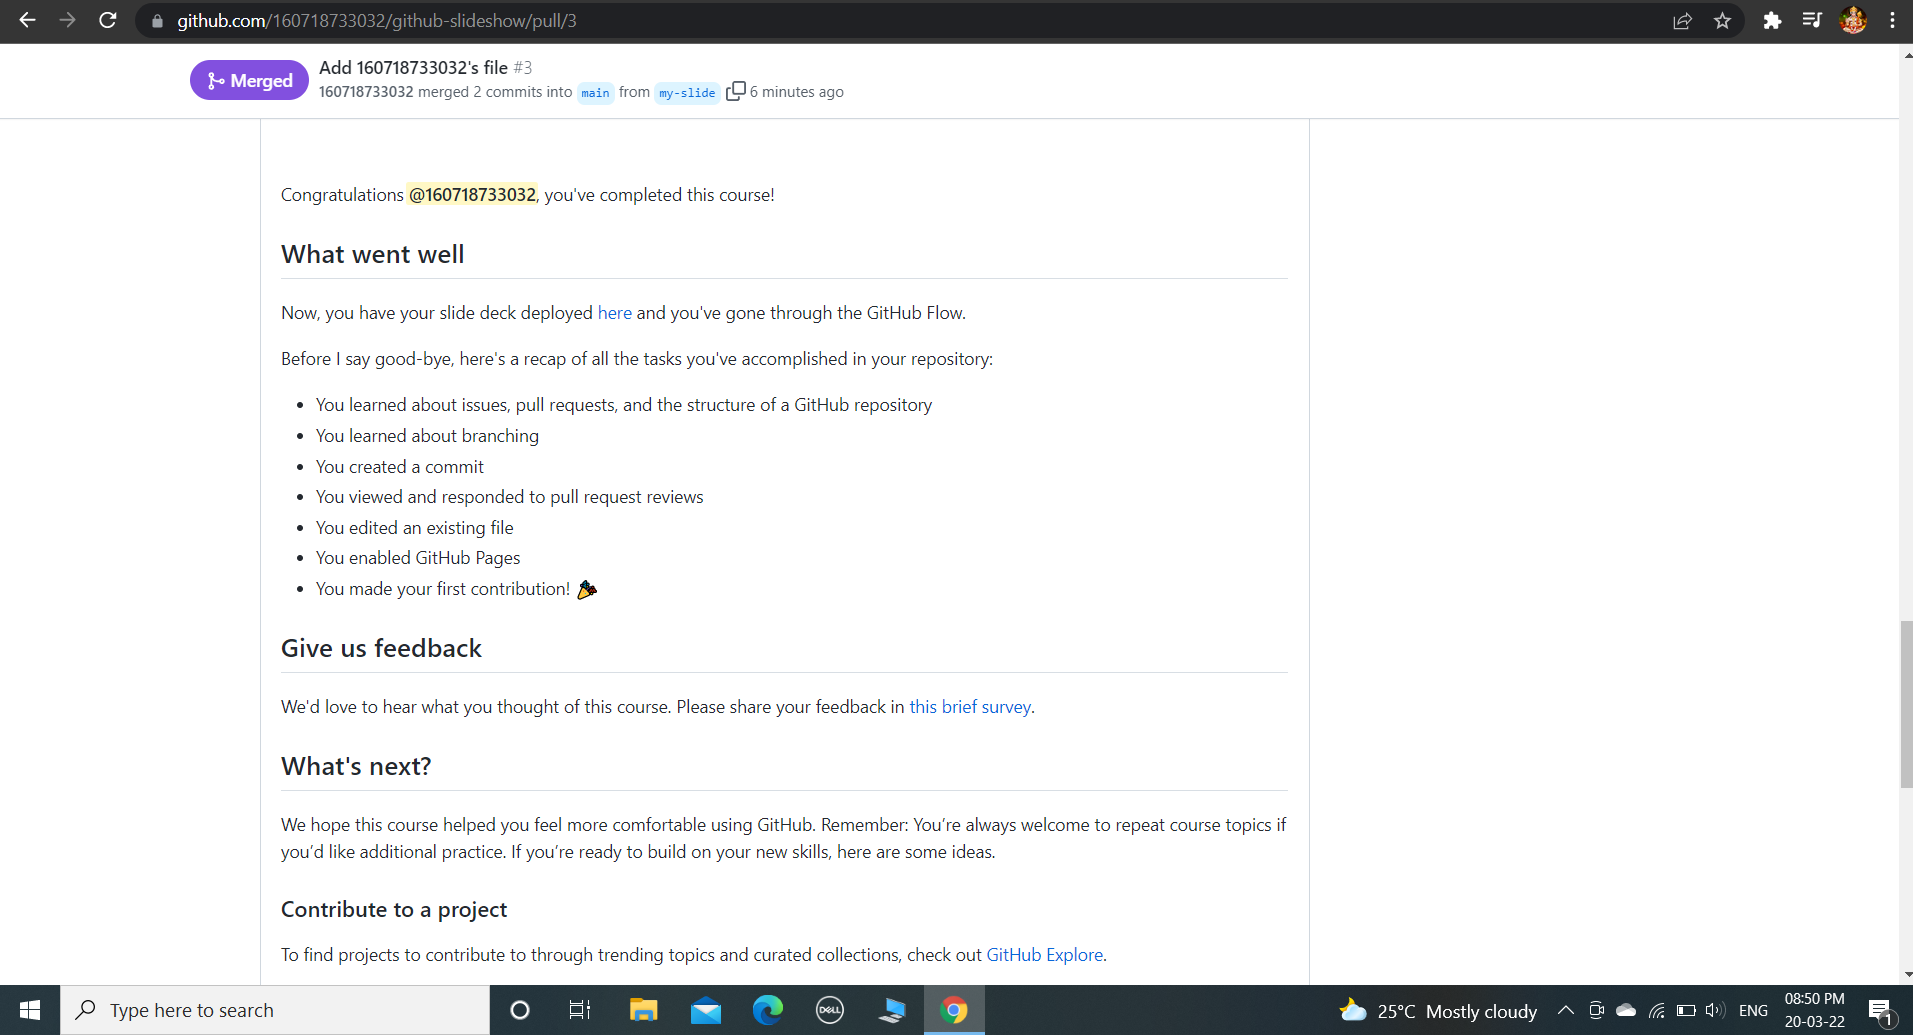 github.com/160718733032/github-slideshow/pull/3
Merged
Add 160718733032's file #3
160718733032 merged 2 commits into main from my-slide 6 minutes ago
Congratulations @160718733032, you've completed this course!
What went well
Now, you have your slide deck deployed here and you've gone through the GitHub Flow.
Before I say good-bye, here's a recap of all the tasks you've accomplished in your repository:
• You learned about issues, pull requests, and the structure of a GitHub repository
• You learned about branching
• You created a commit
• You viewed and responded to pull request reviews
• You edited an existing file
• You enabled GitHub Pages
• You made your first contribution! 🎉
Give us feedback
We'd love to hear what you thought of this course. Please share your feedback in this brief survey.
What's next?
We hope this course helped you feel more comfortable using GitHub. Remember: You’re always welcome to repeat course topics if
you’d like additional practice. If you’re ready to build on your new skills, here are some ideas.
Contribute to a project
To find projects to contribute to through trending topics and curated collections, check out GitHub Explore.
Type here to search
DELL
25°C Mostly cloudy
ENG
08:50 PM
20-03-22
1